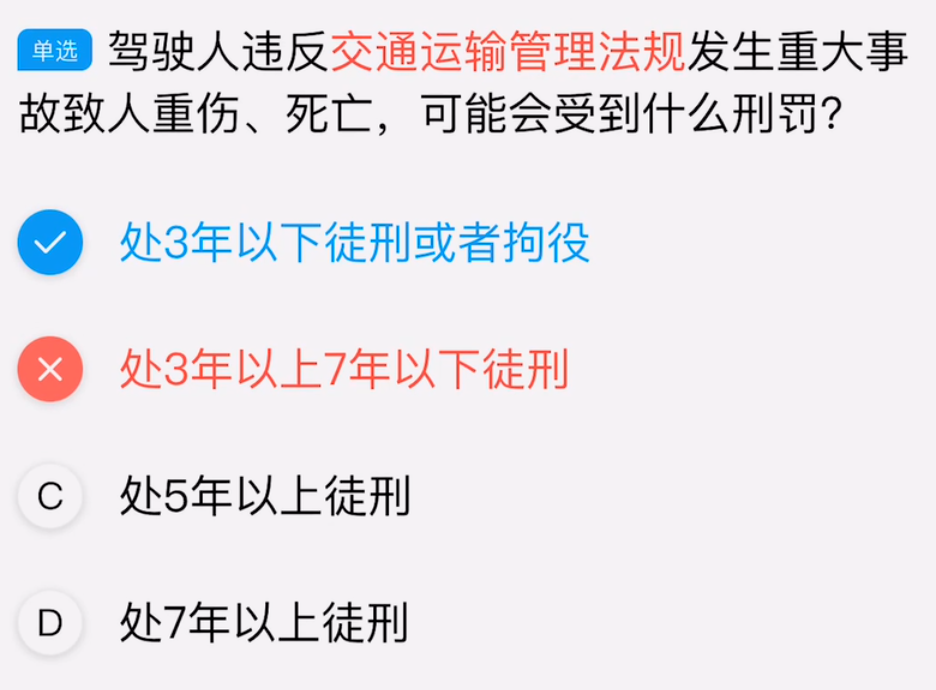 单选 驾驶人违反交通运输管理法规发生重大事
故致人重伤、死亡，可能会受到什么刑罚？
处3年以下徒刑或者拘役
处3年以上7年以下徒刑
C 处5年以上徒刑
D 处7年以上徒刑